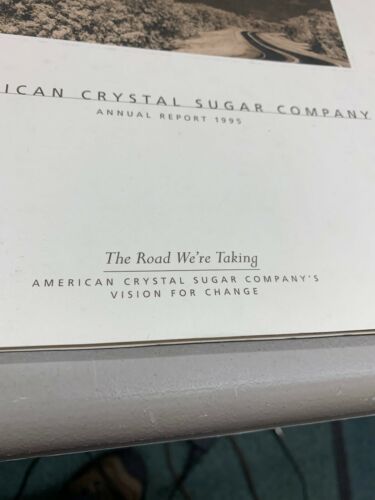 ICAN CRYSTAL SUGAR COMPANY
ANNUAL REPORT 1995
The Road We're Taking
AMERICAN CRYSTAL SUGAR COMPANY'S
VISION FOR CHANGE